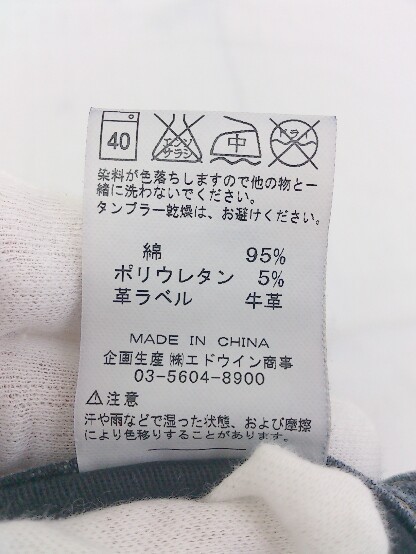 40 エンソサラシ 中 ドライ
染料が色落ちしますので他の物と一
緒に洗わないでください。
タンブラー乾燥は、お避けください。
綿 95%
ポリウレタン 5%
革ラベル 牛革
MADE IN CHINA
企画生産 ㈱エドウイン商事
03-5604-8900
⚠注意
汗や雨などで湿った状態、および摩擦
により色移りすることがあります。